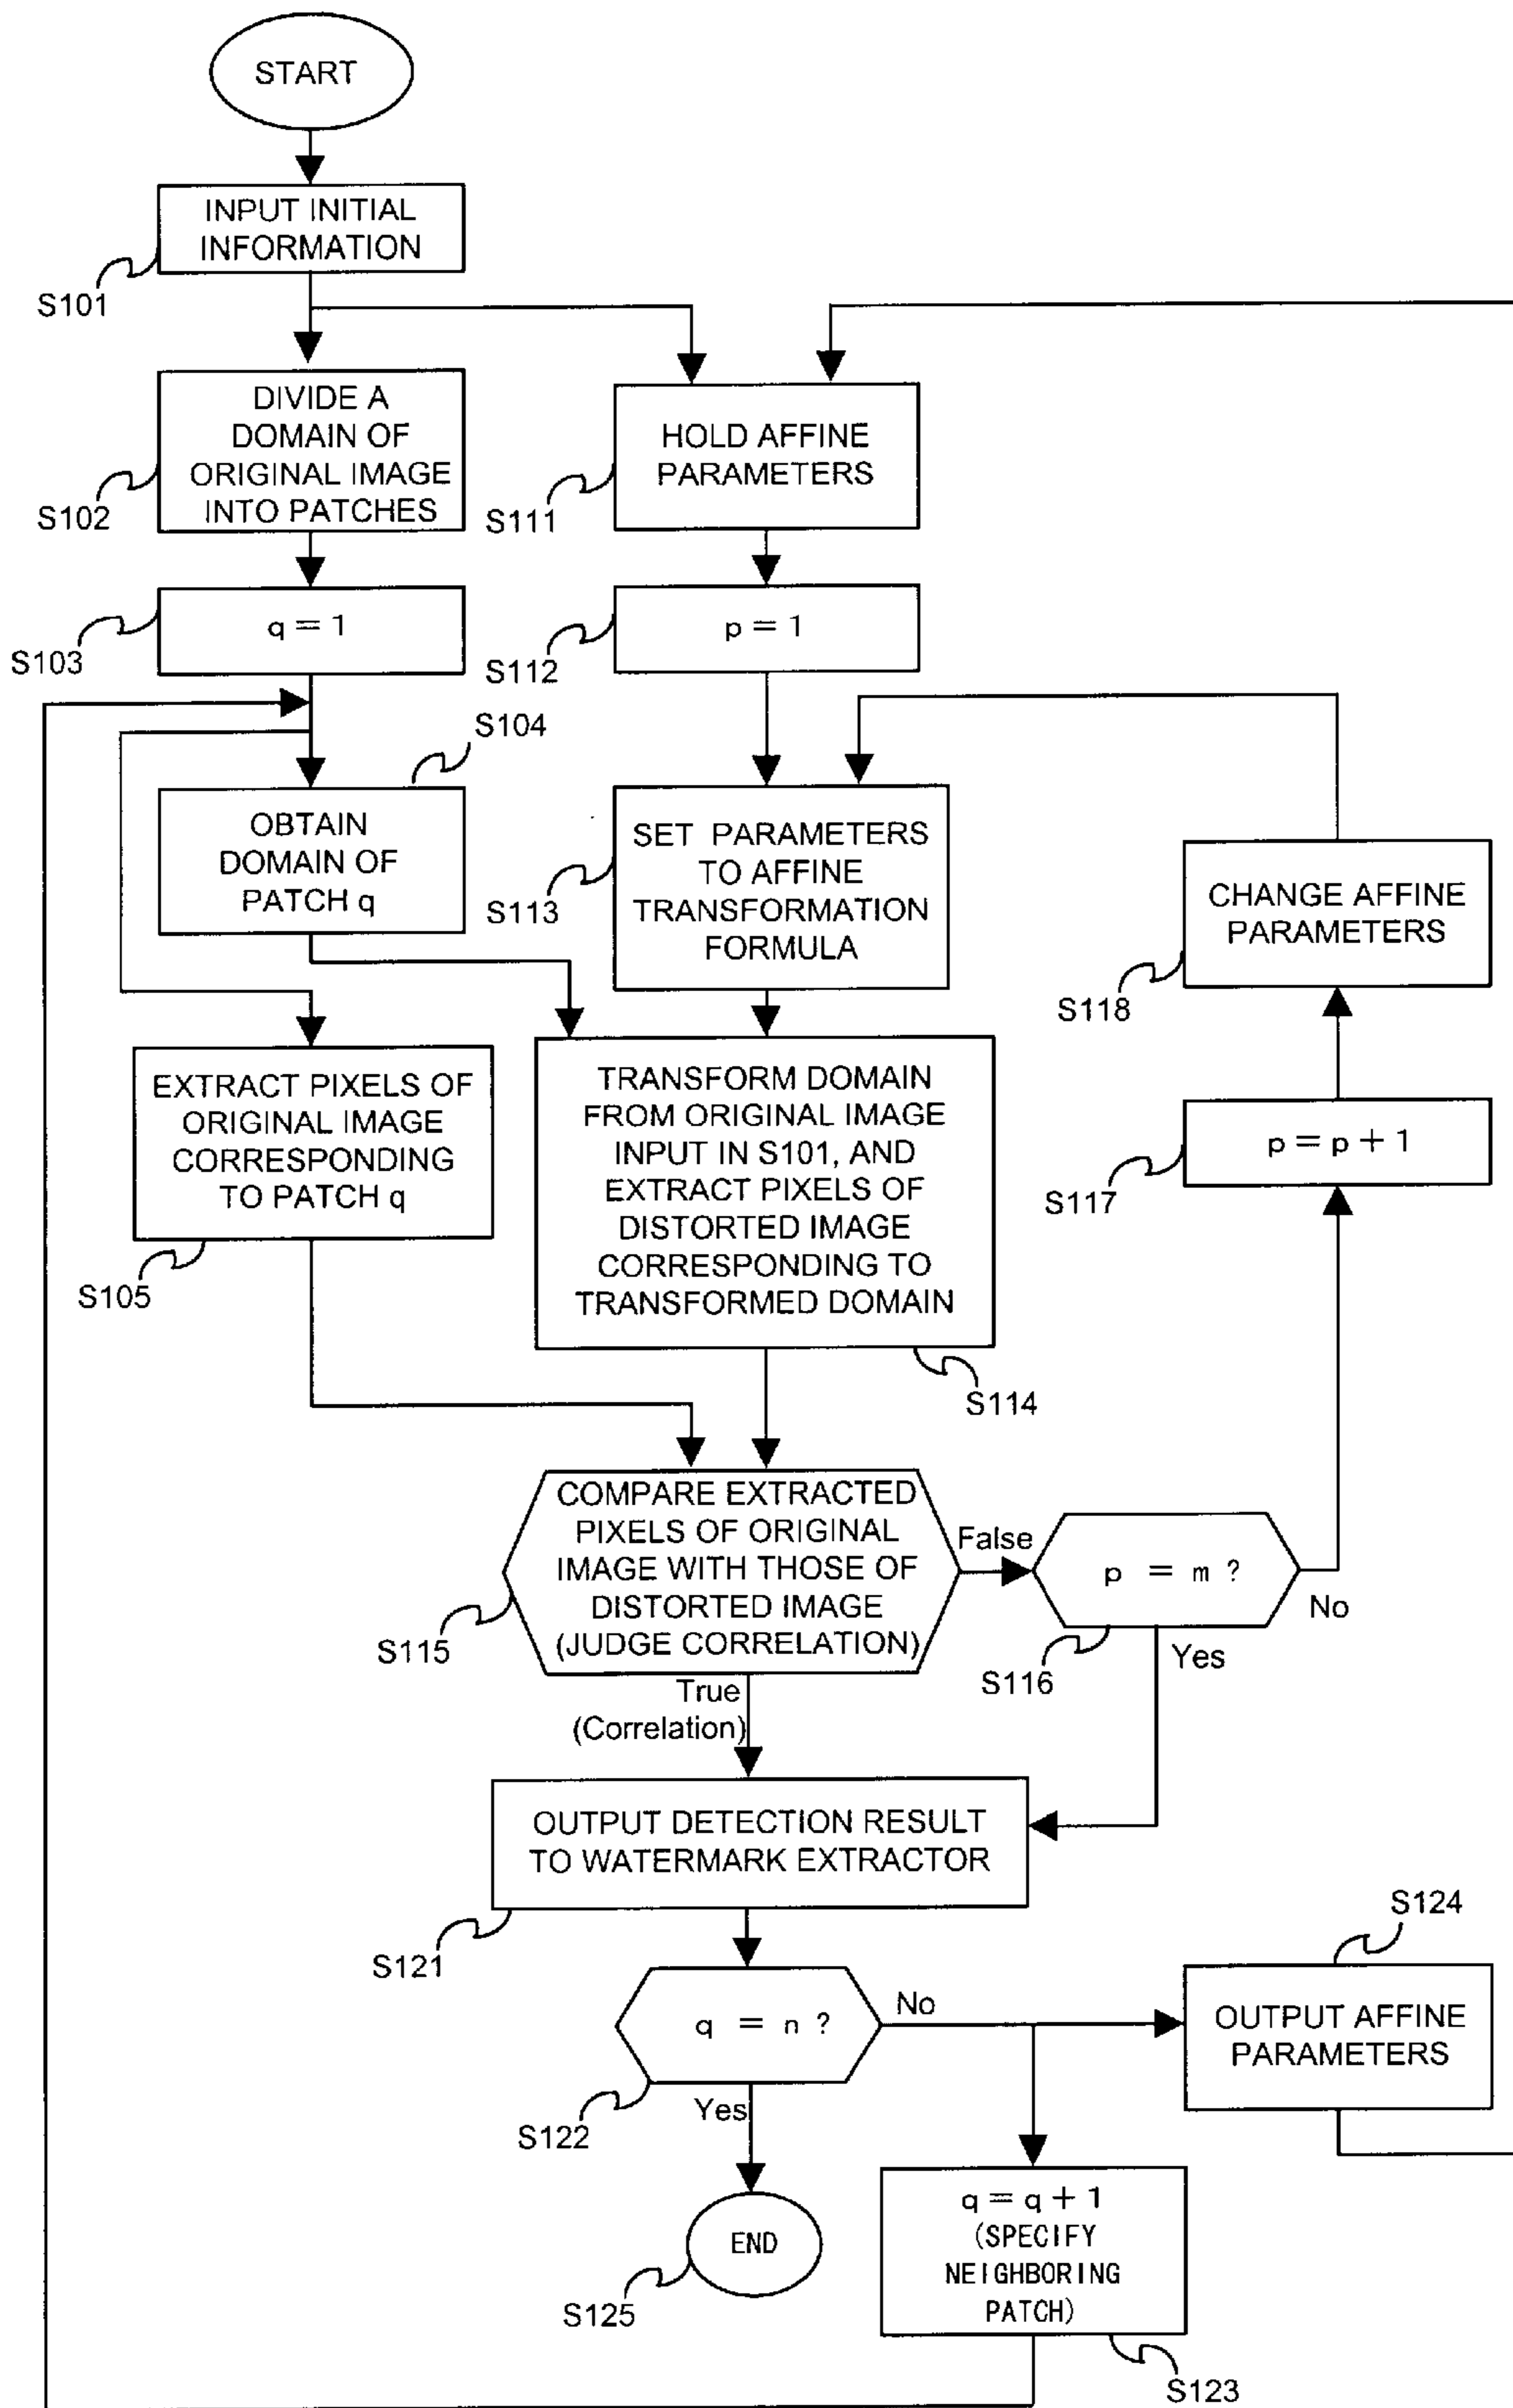 START
INPUT INITIAL
INFORMATION
S101
DIVIDE A
DOMAIN OF
ORIGINAL IMAGE
INTO PATCHES
S102
HOLD AFFINE
PARAMETERS
S111
q = 1
S103
p = 1
S112
S104
OBTAIN
DOMAIN OF
PATCH q
SET PARAMETERS
TO AFFINE
TRANSFORMATION
FORMULA
S113
CHANGE AFFINE
PARAMETERS
S118
EXTRACT PIXELS OF
ORIGINAL IMAGE
CORRESPONDING
TO PATCH q
S105
TRANSFORM DOMAIN
FROM ORIGINAL IMAGE
INPUT IN S101, AND
EXTRACT PIXELS OF
DISTORTED IMAGE
CORRESPONDING TO
TRANSFORMED DOMAIN
S114
p = p + 1
S117
COMPARE EXTRACTED
PIXELS OF ORIGINAL
IMAGE WITH THOSE OF
DISTORTED IMAGE
(JUDGE CORRELATION)
S115
False
p = m ?
No
S116
Yes
True
(Correlation)
OUTPUT DETECTION RESULT
TO WATERMARK EXTRACTOR
S121
q = n ?
No
S122
Yes
S124
OUTPUT AFFINE
PARAMETERS
END
S125
q = q + 1
(SPECIFY
NEIGHBORING
PATCH)
S123